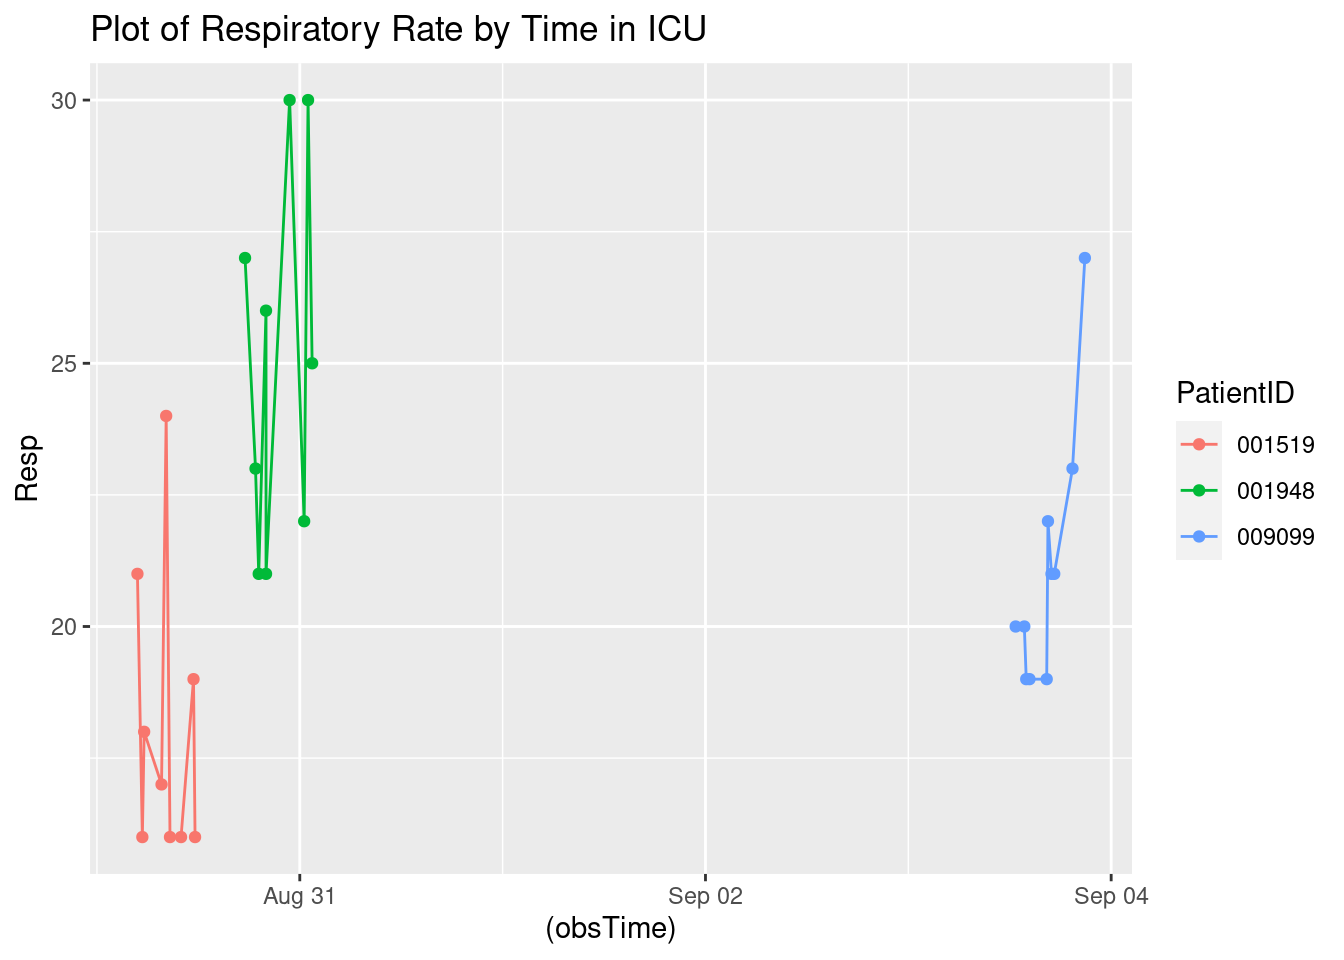 Plot of Respiratory Rate by Time in ICU
30
25
20
Resp
Aug 31
Sep 02
Sep 04
(obsTime)
PatientID
001519
001948
009099